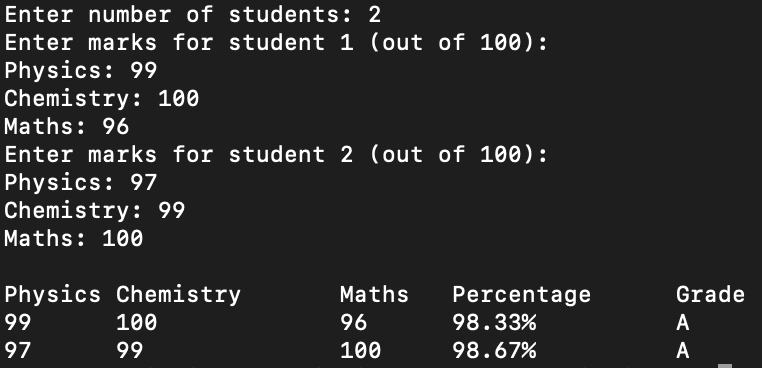 Enter number of students: 2
Enter marks for student 1 (out of 100):
Physics: 99
Chemistry: 100
Maths: 96
Enter marks for student 2 (out of 100):
Physics: 97
Chemistry: 99
Maths: 100

Physics Chemistry       Maths   Percentage      Grade
99      100             96      98.33%          A
97      99              100     98.67%          A